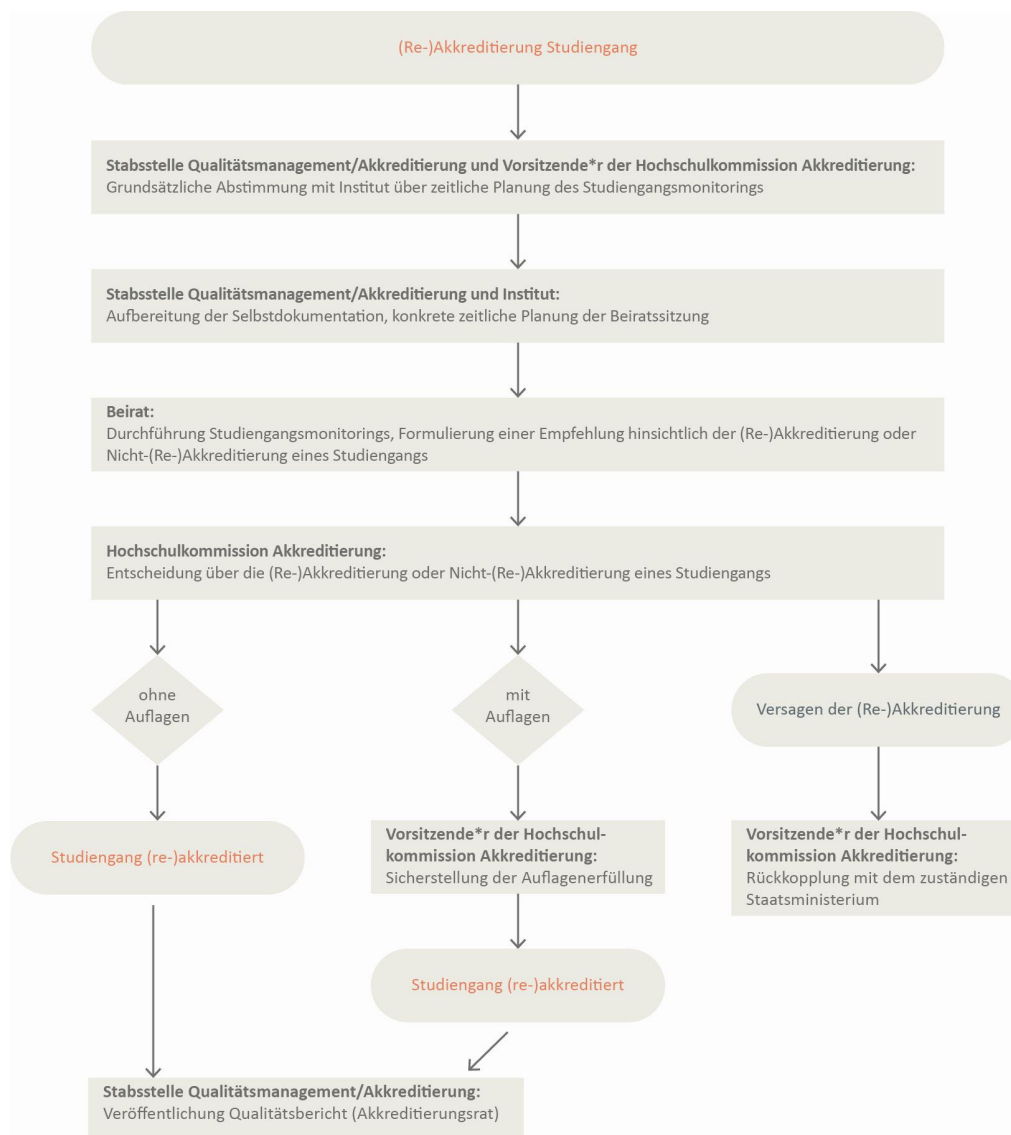 (Re-)Akkreditierung Studiengang
Stabsstelle Qualitätsmanagement/Akkreditierung und Vorsitzende*r der Hochschulkommission Akkreditierung:
Grundsätzliche Abstimmung mit Institut über zeitliche Planung des Studiengangsmonitorings
Stabsstelle Qualitätsmanagement/Akkreditierung und Institut:
Aufbereitung der Selbstdokumentation, konkrete zeitliche Planung der Beiratssitzung
Beirat:
Durchführung Studiengangsmonitorings, Formulierung einer Empfehlung hinsichtlich der (Re-)Akkreditierung oder
Nicht-(Re-)Akkreditierung eines Studiengangs
Hochschulkommission Akkreditierung:
Entscheidung über die (Re-)Akkreditierung oder Nicht-(Re-)Akkreditierung eines Studiengangs
ohne
Auflagen
mit
Auflagen
Versagen der (Re-)Akkreditierung
Studiengang (re-)akkreditiert
Vorsitzende*r der Hochschul-
kommission Akkreditierung:
Sicherstellung der Auflagenerfüllung
Vorsitzende*r der Hochschul-
kommission Akkreditierung:
Rückkopplung mit dem zuständigen
Staatsministerium
Studiengang (re-)akkreditiert
Stabsstelle Qualitätsmanagement/Akkreditierung:
Veröffentlichung Qualitätsbericht (Akkreditierungsrat)